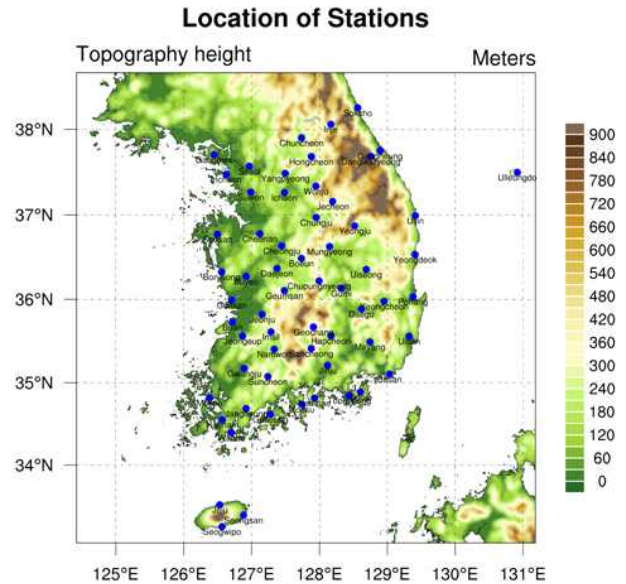 Location of Stations
Topography height
Meters
38°N
37°N
36°N
35°N
34°N
125°E
126°E
127°E
128°E
129°E
130°E
131°E
900
840
780
720
660
600
540
480
420
360
300
240
180
120
60
0
Sokcho
Chuncheon
Hongcheon
Ulleungdo
Yangpyeong
Wonju
Icheon
Jecheon
Chungju
Yeongju
Uljin
Cheonan
Cheongju
Mungyeong
Yeongdeok
Boeun
Daejeon
Uiseong
Boryeong
Chupungnyeong
Geumsan
Gumi
Yeongcheon
Pohang
Daegu
Jeonju
Buan
Jeongeup
Imsil
Geochang
Hapcheon
Miryang
Ulsan
Namwon
Sancheong
Gwangju
Suncheon
Busan
Seongsan
Seogwipo